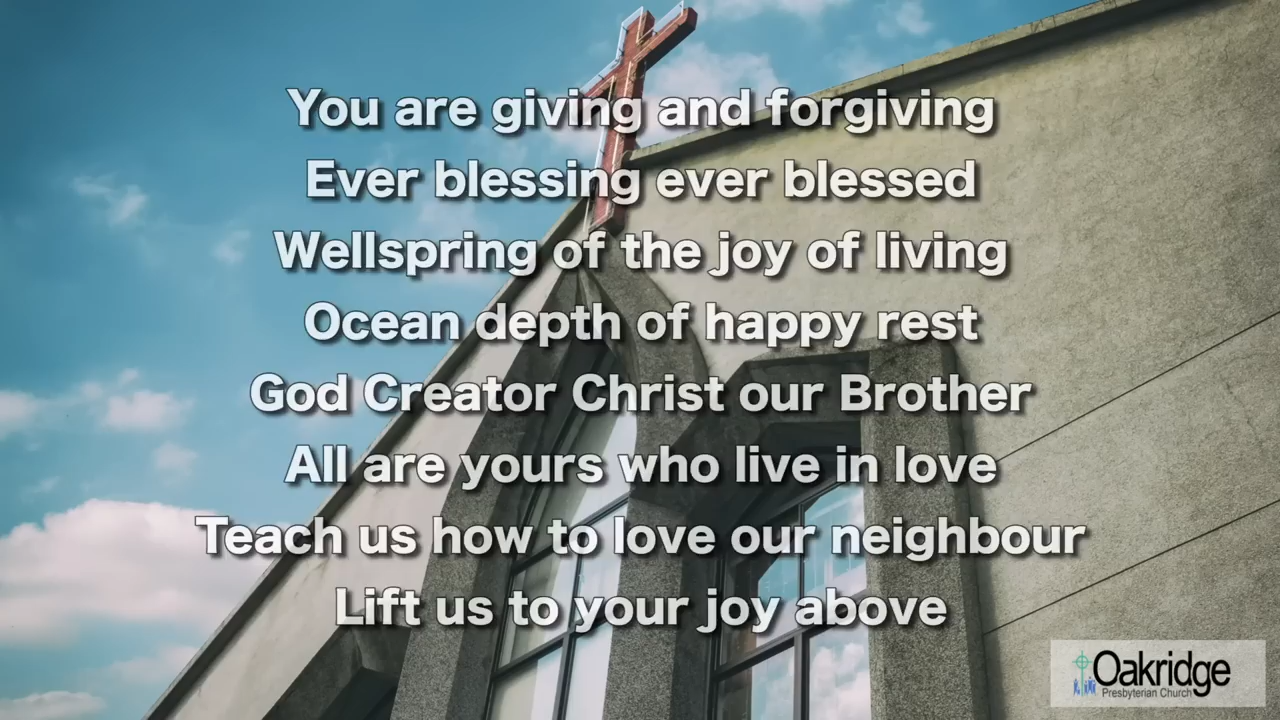 You are giving and forgiving
Ever blessing ever blessed
Wellspring of the joy of living
Ocean depth of happy rest
God Creator Christ our Brother
All are yours who live in love
Teach us how to love our neighbour
Lift us to your joy above
Oakridge
Presbyterian Church